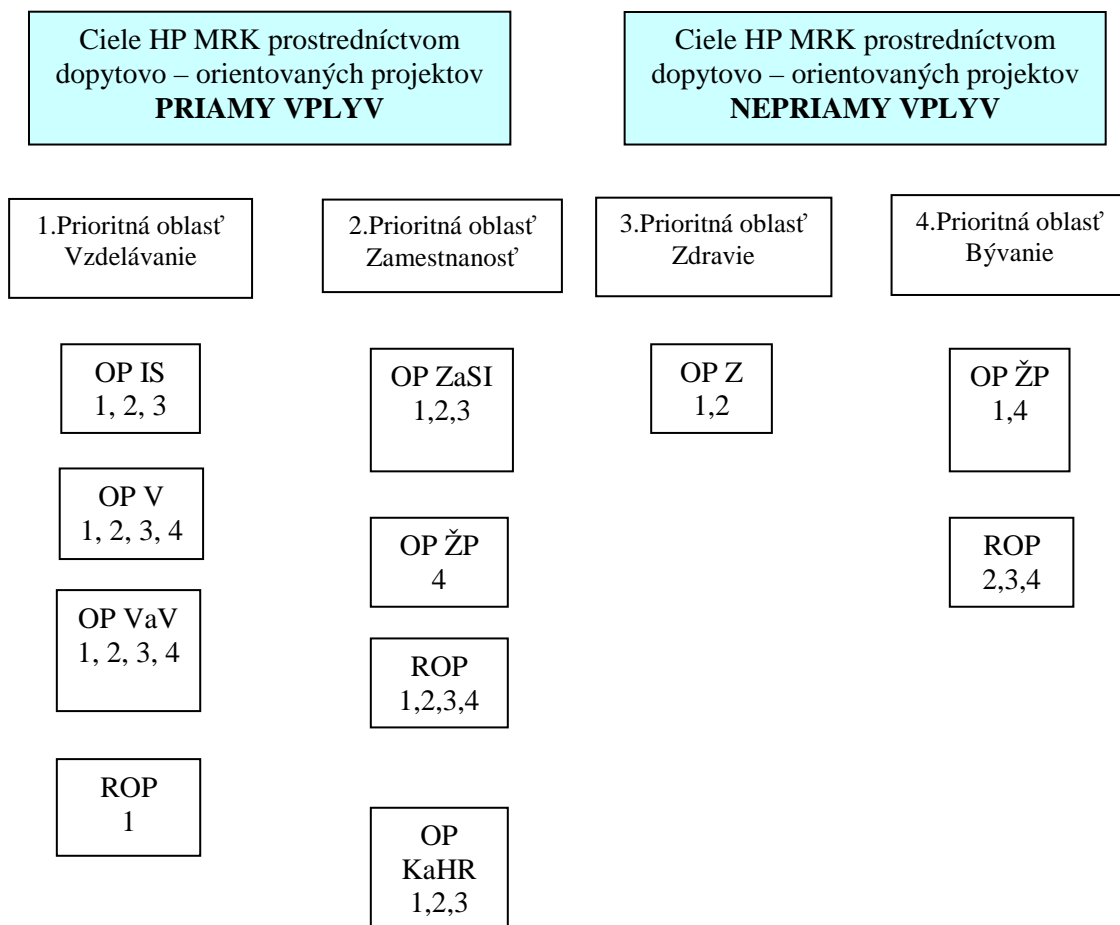 Ciele HP MRK prostredníctvom
dopytovo – orientovaných projektov
PRIAMY VPLYV
Ciele HP MRK prostredníctvom
dopytovo – orientovaných projektov
NEPRIAMY VPLYV
1.Prioritná oblasť
Vzdelávanie
2.Prioritná oblasť
Zamestnanosť
3.Prioritná oblasť
Zdravie
4.Prioritná oblasť
Bývanie
OP IS
1, 2, 3
OP V
1, 2, 3, 4
OP VaV
1, 2, 3, 4
ROP
1
OP ZaSI
1,2,3
OP ŽP
4
ROP
1,2,3,4
OP
KaHR
1,2,3
OP Z
1,2
OP ŽP
1,4
ROP
2,3,4